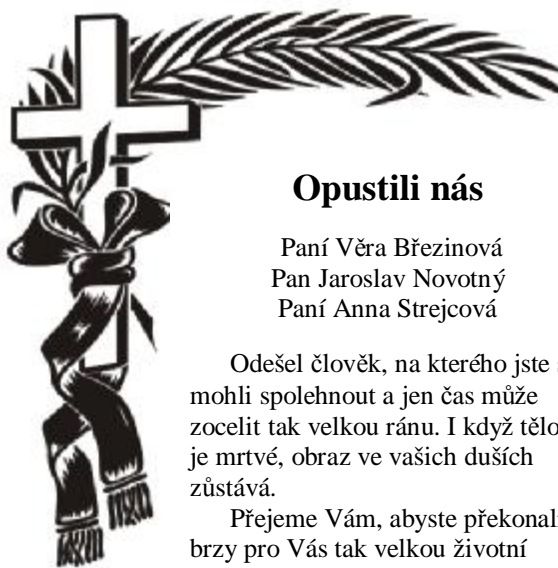 Opustili nás
Paní Věra Březinová
Pan Jaroslav Novotný
Paní Anna Strejcová
Odešel člověk, na kterého jste
mohli spolehnout a jen čas může
zocelit tak velkou ránu. I když tělo
je mrtvé, obraz ve vašich duších
zůstává.
Přejeme Vám, abyste překonali
brzy pro Vás tak velkou životní